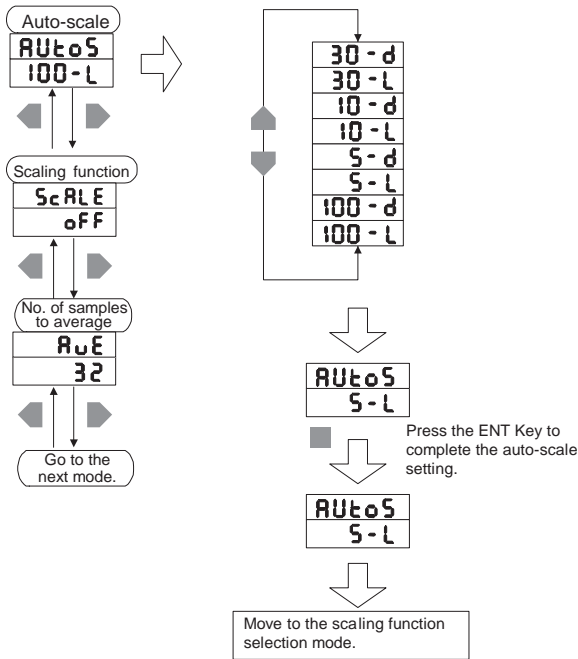 Auto-scale
AUtoS
100-L
Scaling function
ScALE
oFF
No. of samples
to average
AvE
32
Go to the
next mode.
30-d
30-L
10-d
10-L
5-d
5-L
100-d
100-L
AUtoS
5-L
Press the ENT Key to
complete the auto-scale
setting.
AUtoS
5-L
Move to the scaling function
selection mode.